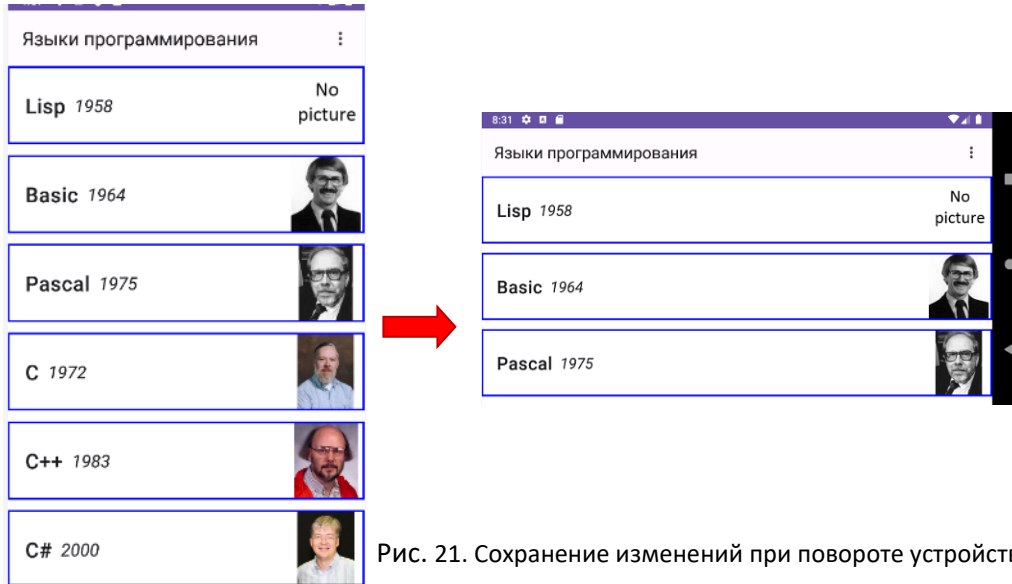 Языки программирования
Lisp 1958
No
picture
Basic 1964
Pascal 1975
C 1972
C++ 1983
C# 2000
8:31
Языки программирования
Lisp 1958
No
picture
Basic 1964
Pascal 1975
Рис. 21. Сохранение изменений при повороте